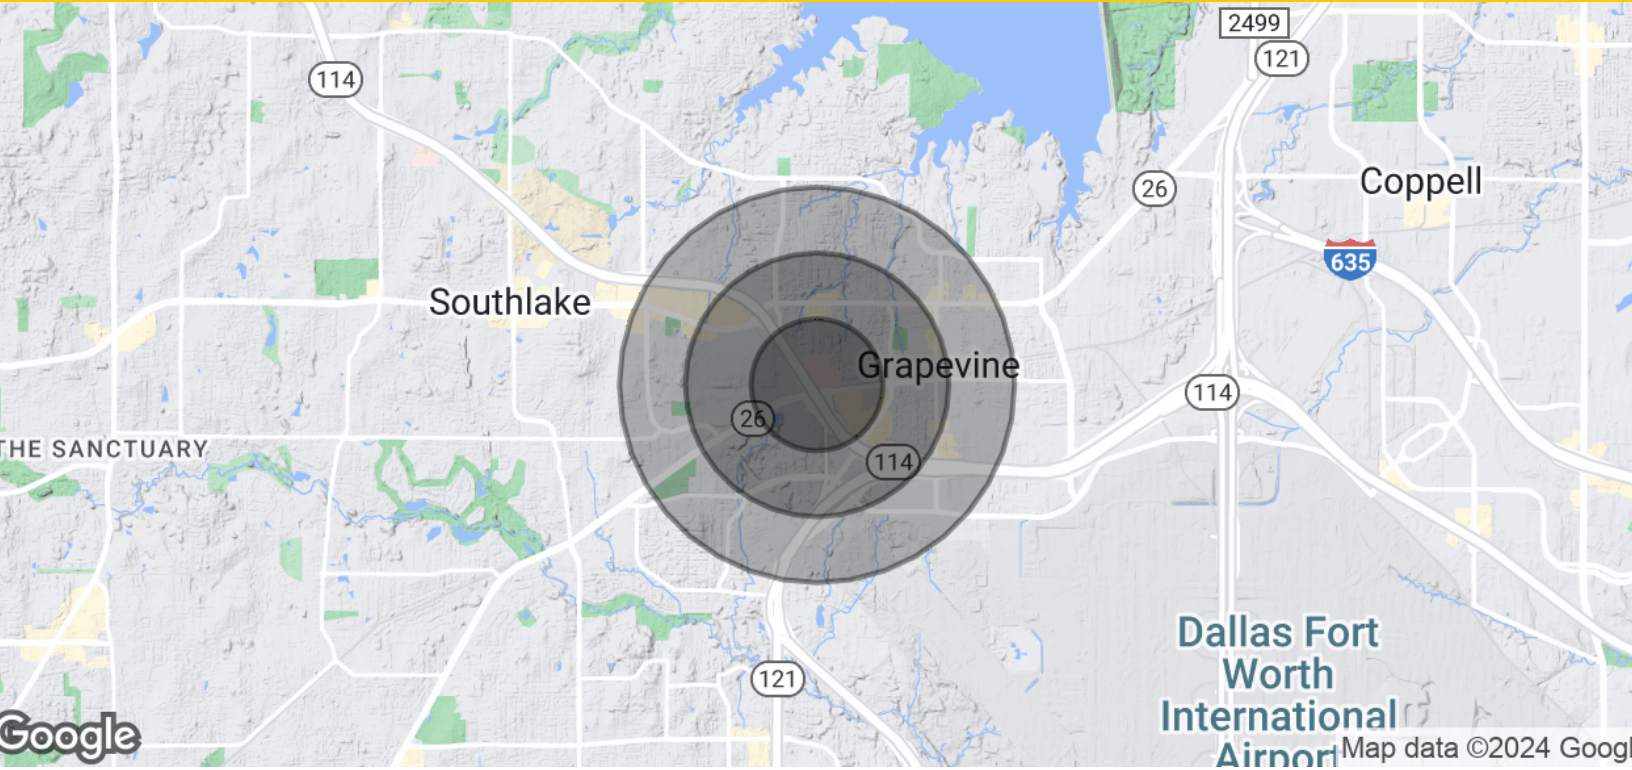 2499
121
114
26
Coppell
635
Southlake
Grapevine
114
26
THE SANCTUARY
114
Dallas Fort
Worth
International
Airport
121
Google
Map data ©2024 Googl